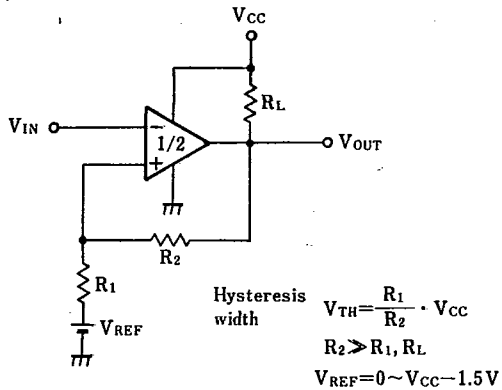 VCC
RL
VIN
−
1/2
+
VOUT
R2
R1
VREF
Hysteresis width
VTH=R1/R2 · VCC
R2≫R1, RL
VREF=0~VCC−1.5V